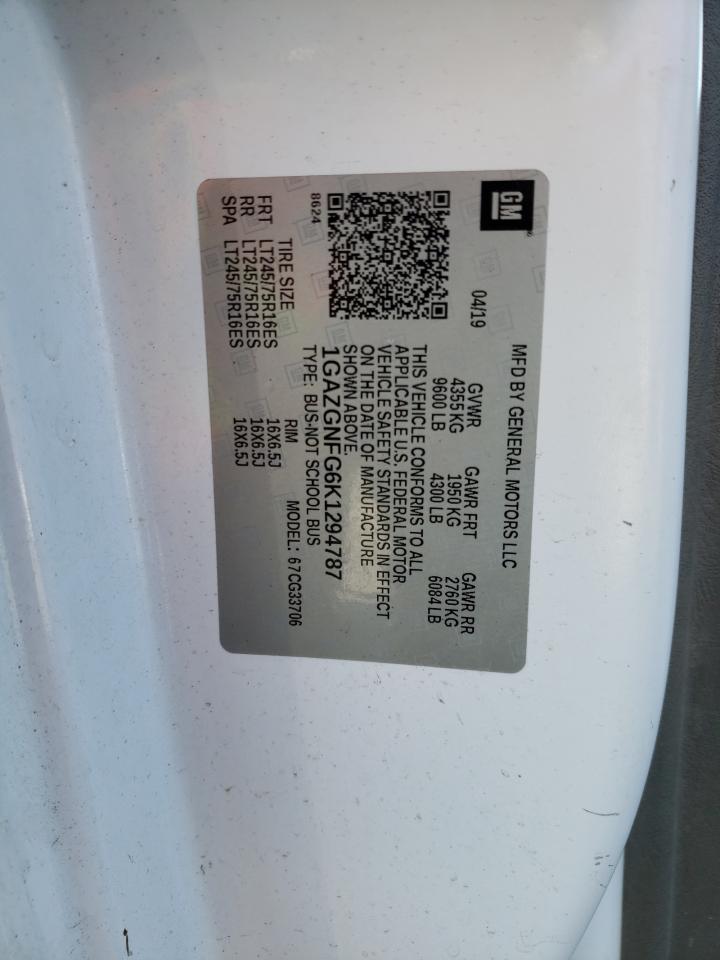 GM
MFD BY GENERAL MOTORS LLC
04/19
GVWR GAWR FRT GAWR RR
4355 KG 1950 KG 2760 KG
9600 LB 4300 LB 6084 LB
THIS VEHICLE CONFORMS TO ALL
APPLICABLE U.S. FEDERAL MOTOR
VEHICLE SAFETY STANDARDS IN EFFECT
ON THE DATE OF MANUFACTURE
SHOWN ABOVE.
1GAZGNFG6K1294787
8624
TYPE: BUS-NOT SCHOOL BUS
MODEL: 67CG33706
TIRE SIZE RIM
FRT LT245/75R16ES 16X6.5J
RR LT245/75R16ES 16X6.5J
SPA LT245/75R16ES 16X6.5J